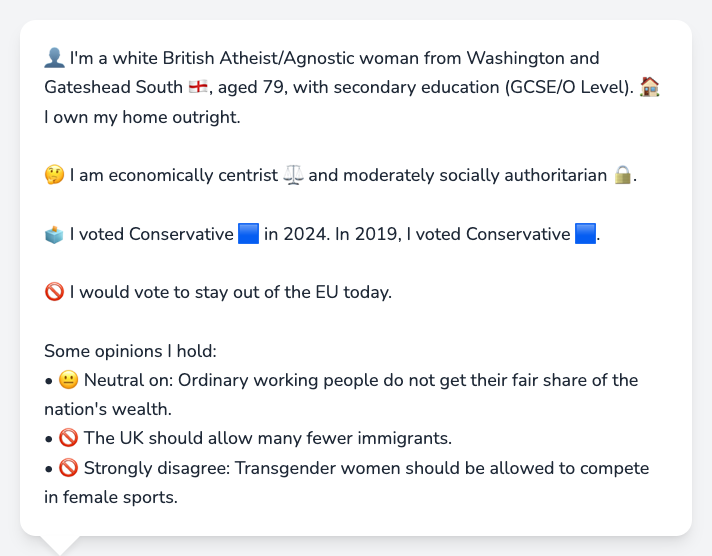 👤 I'm a white British Atheist/Agnostic woman from Washington and
Gateshead South 🏴󠁧󠁢󠁥󠁮󠁧󠁿, aged 79, with secondary education (GCSE/O Level). 🏠
I own my home outright.
🤔 I am economically centrist ⚖️ and moderately socially authoritarian 🔒.
🗳️ I voted Conservative 🟦 in 2024. In 2019, I voted Conservative 🟦.
🚫 I would vote to stay out of the EU today.
Some opinions I hold:
• 😐 Neutral on: Ordinary working people do not get their fair share of the
nation's wealth.
• 🚫 The UK should allow many fewer immigrants.
• 🚫 Strongly disagree: Transgender women should be allowed to compete
in female sports.